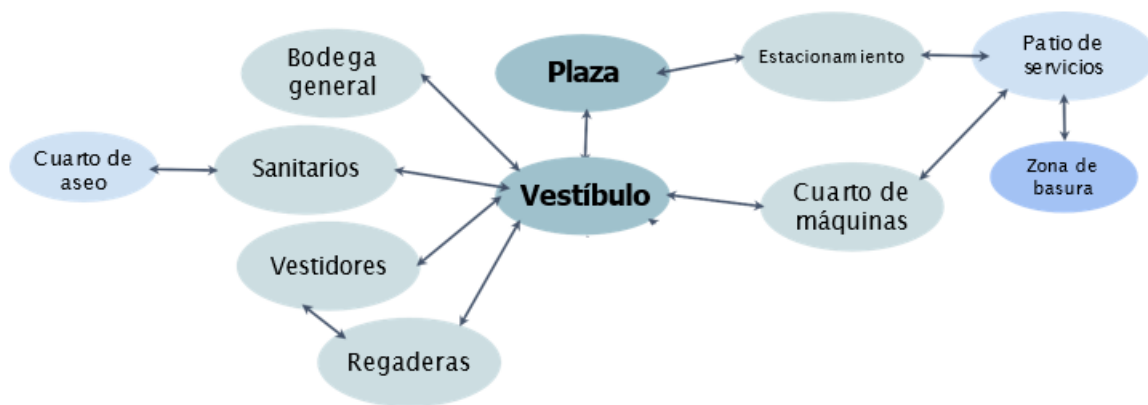 Bodega
general
Plaza
Estacionamiento
Patio de
servicios
Cuarto de
aseo
Sanitarios
Vestíbulo
Cuarto de
máquinas
Zona de
basura
Vestidores
Regaderas